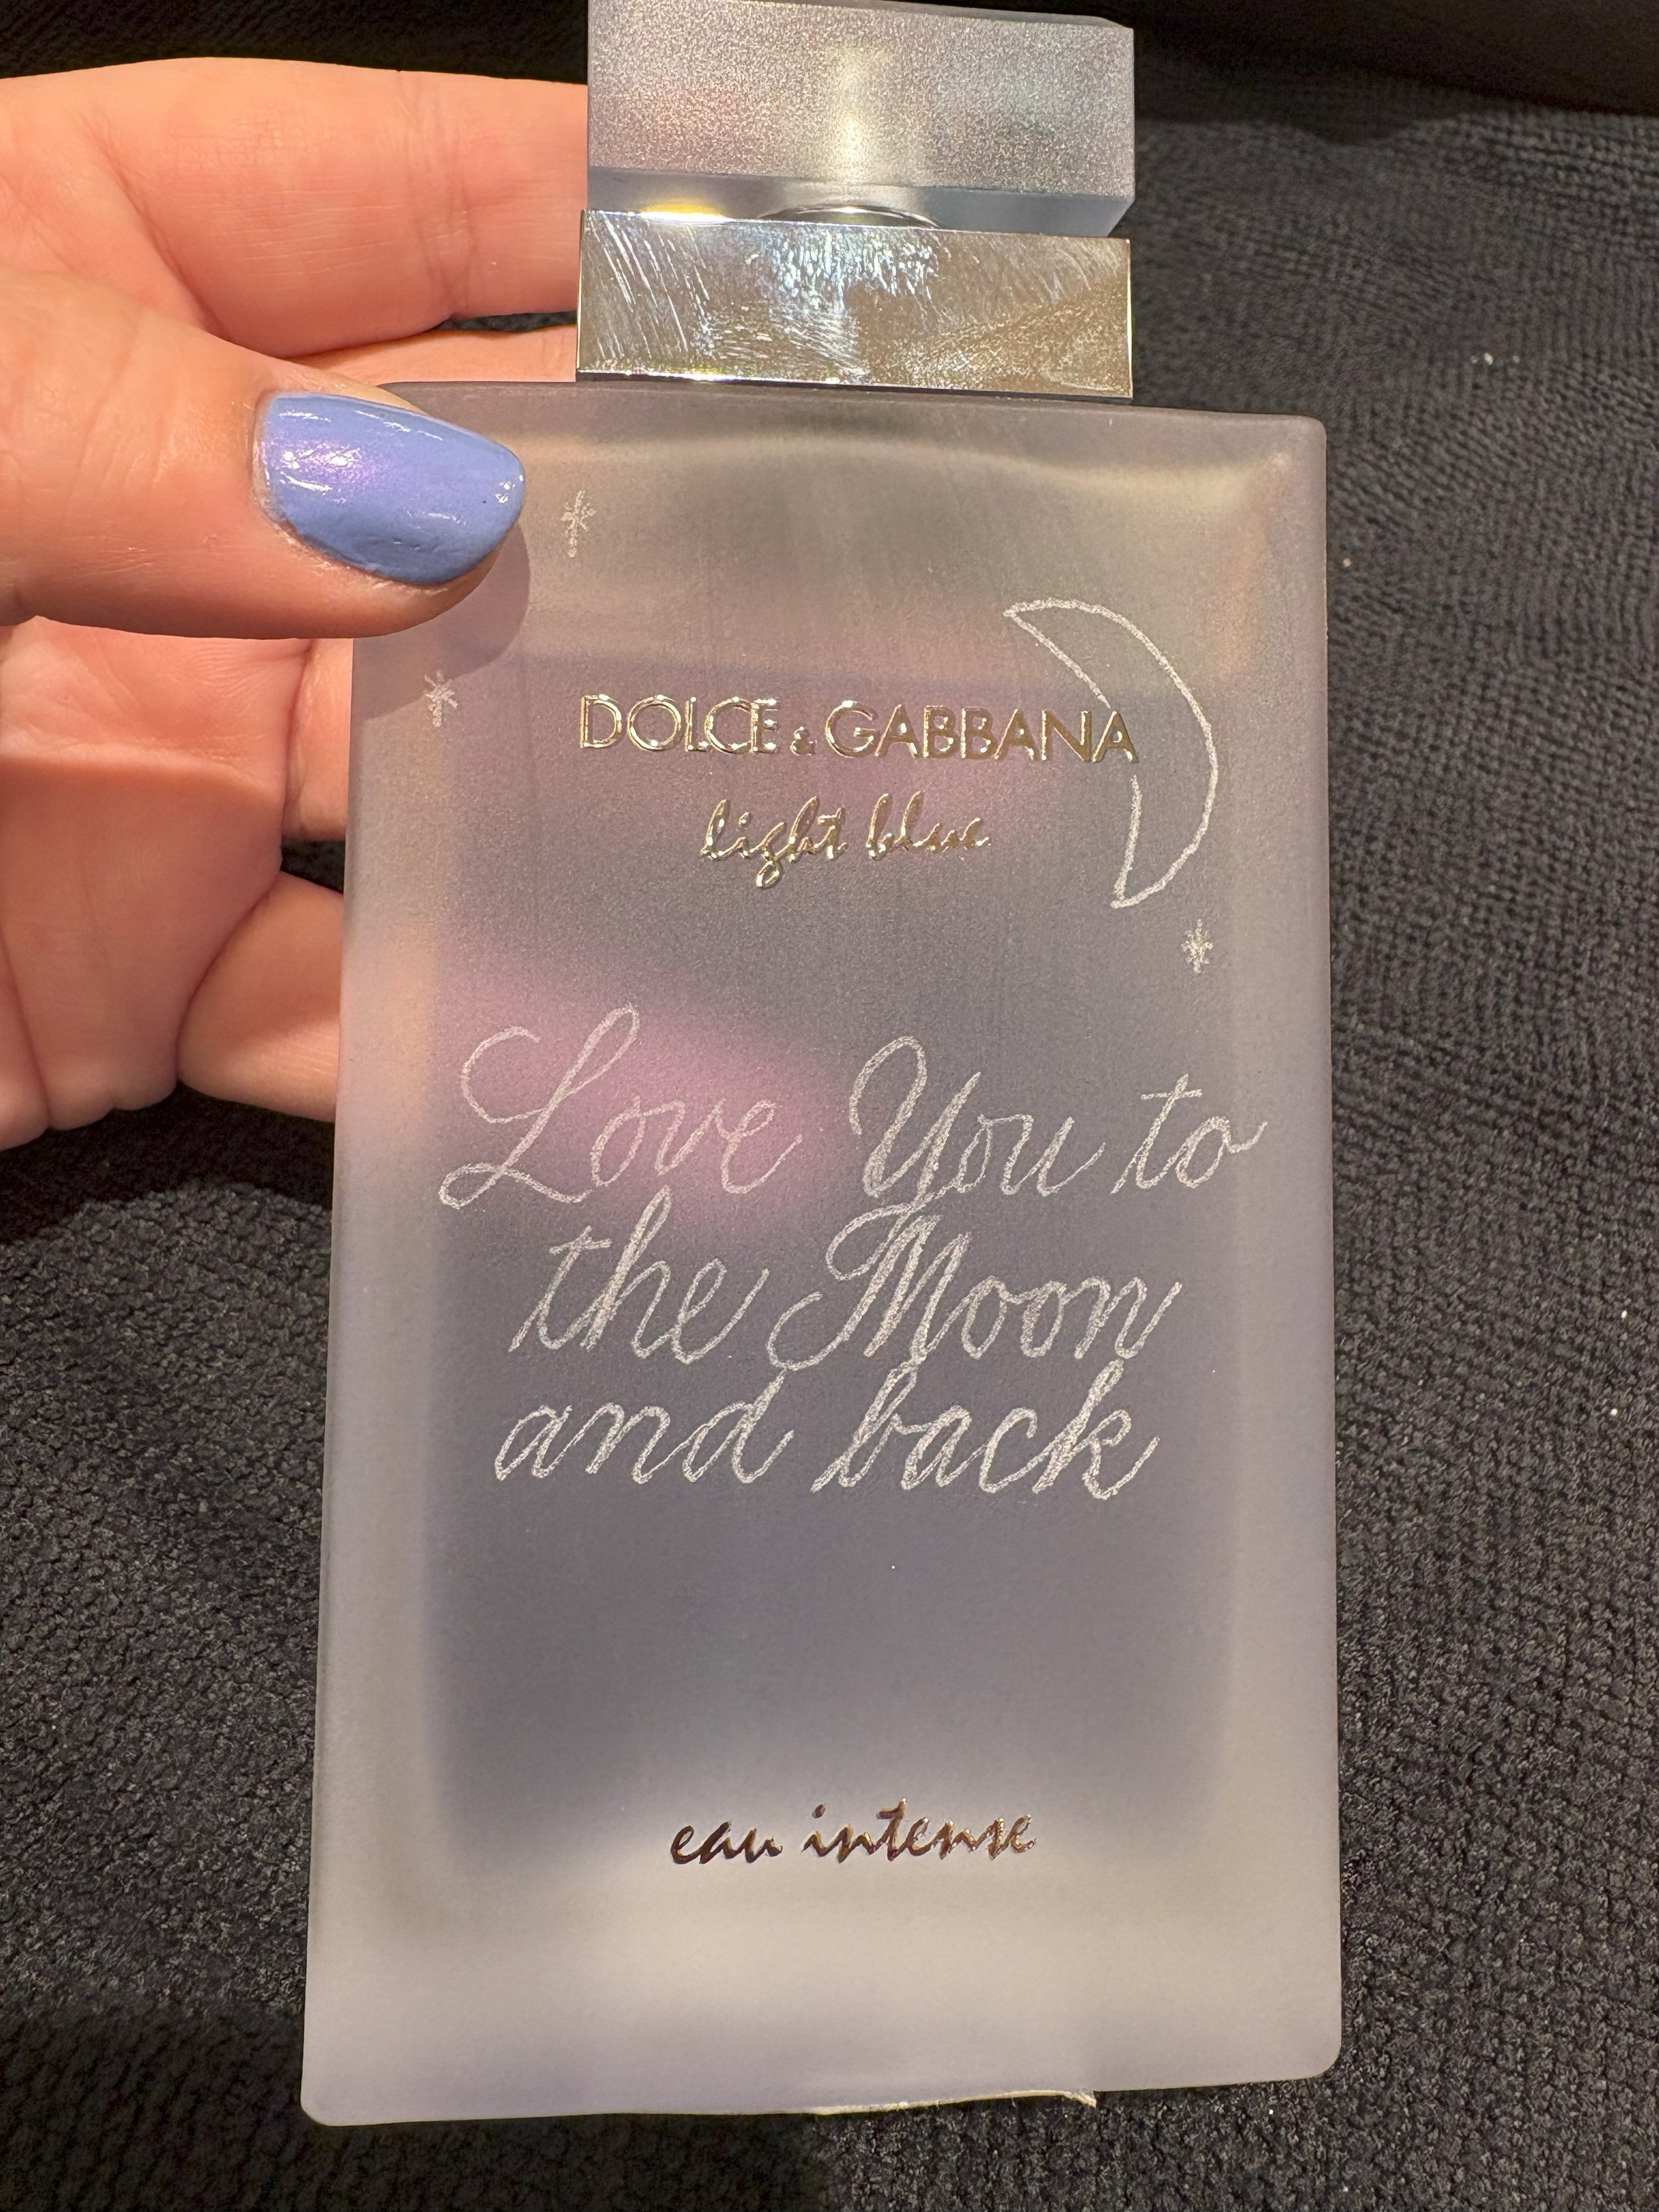 DOLCE & GABBANA
light blue
Love You to
the Moon
and back
eau intense